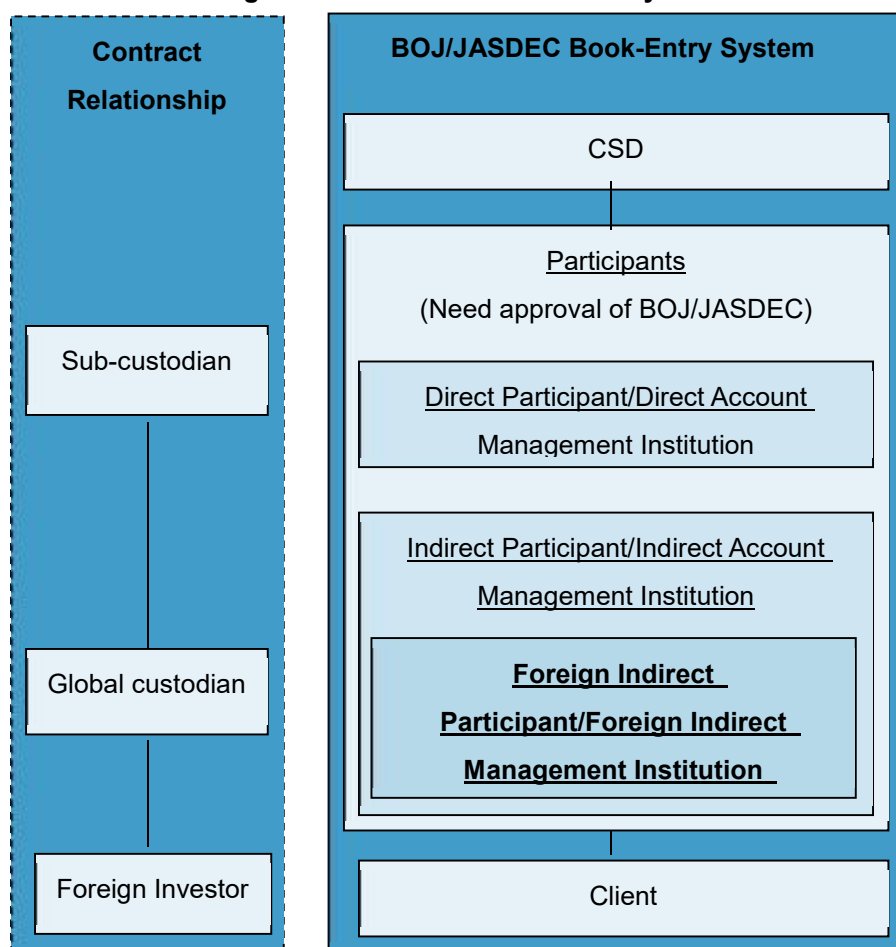 Contract
Relationship
Sub-custodian
Global custodian
Foreign Investor
BOJ/JASDEC Book-Entry System
CSD
Participants
(Need approval of BOJ/JASDEC)
Direct Participant/Direct Account
Management Institution
Indirect Participant/Indirect Account
Management Institution
Foreign Indirect
Participant/Foreign Indirect
Management Institution
Client